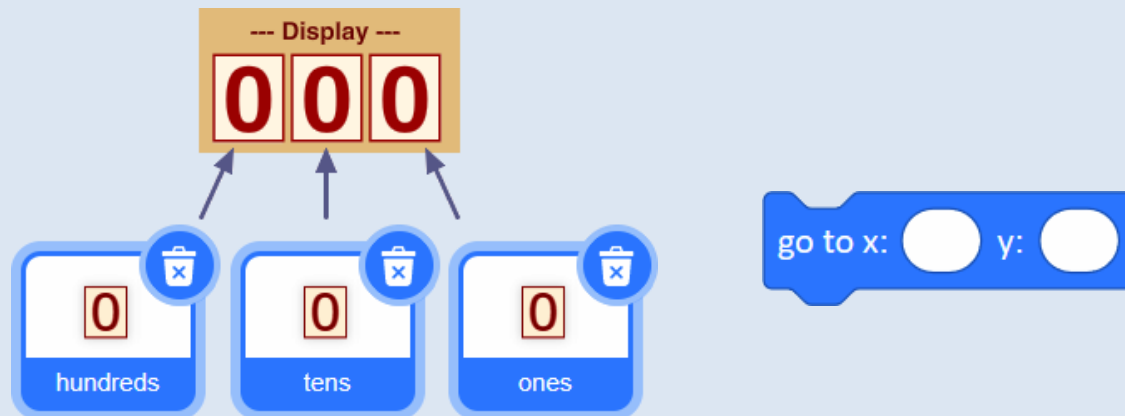 --- Display ---
0 0 0
0 0 0
hundreds tens ones
go to x: y: